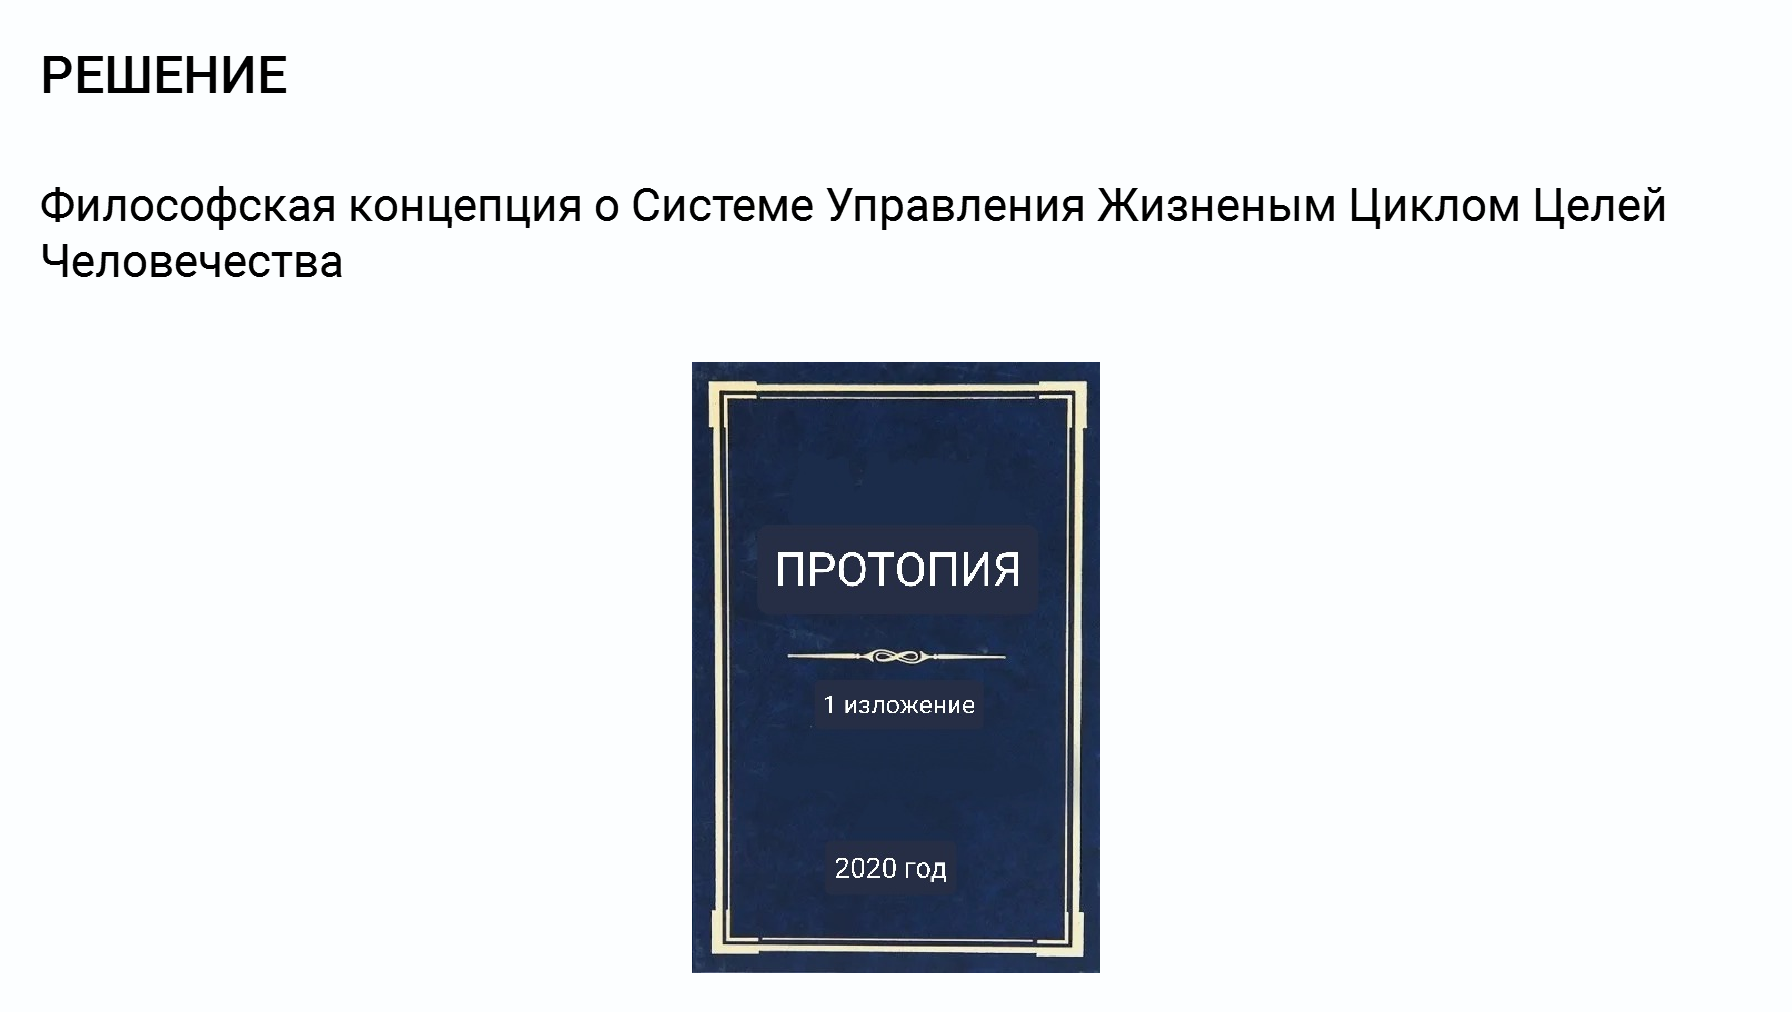 РЕШЕНИЕ
Философская концепция о Системе Управления Жизненым Циклом Целей
Человечества
ПРОТОПИЯ
1 изложение
2020 год